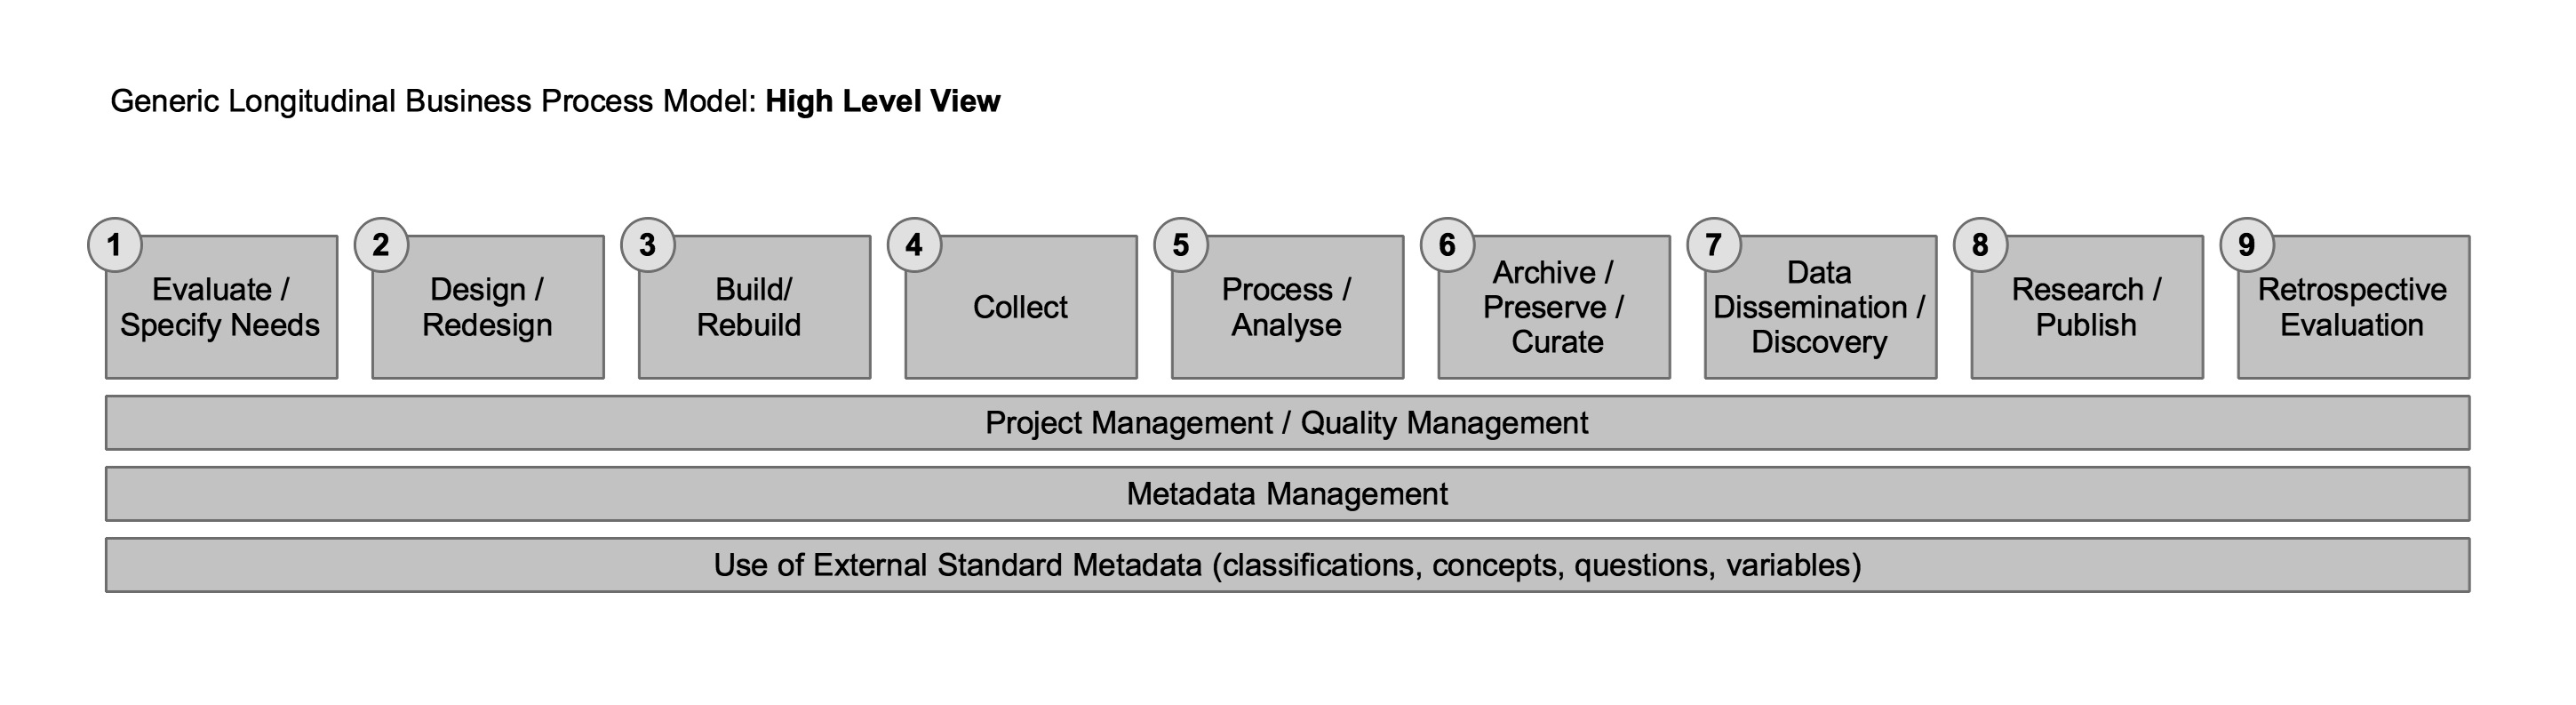 Generic Longitudinal Business Process Model: High Level View
1
Evaluate /
Specify Needs
2
Design /
Redesign
3
Build/
Rebuild
4
Collect
5
Process /
Analyse
6
Archive /
Preserve /
Curate
7
Data
Dissemination /
Discovery
8
Research /
Publish
9
Retrospective
Evaluation
Project Management / Quality Management
Metadata Management
Use of External Standard Metadata (classifications, concepts, questions, variables)